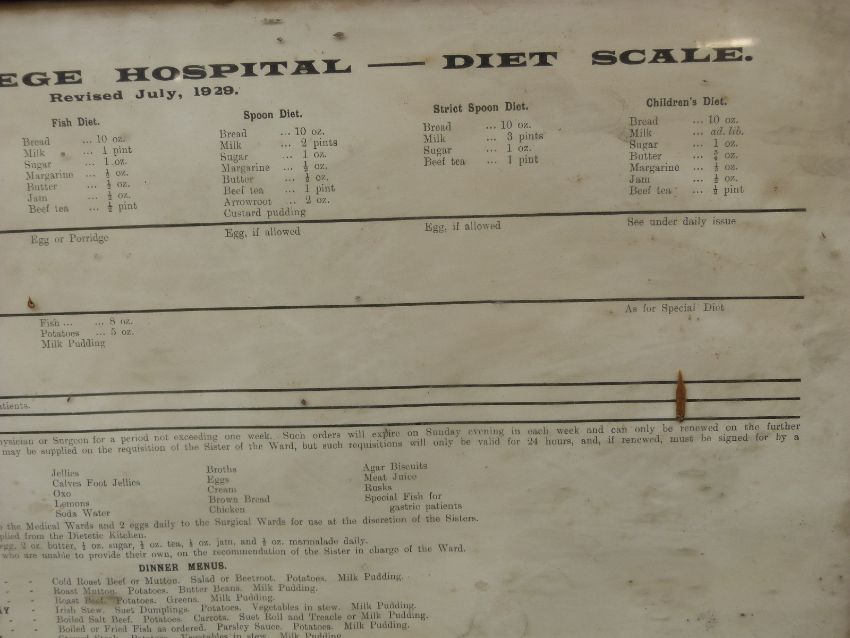 EGE HOSPITAL — DIET SCALE.
Revised July, 1929.
Fish Diet.
Bread ... 10 oz.
Milk ... 1 pint
Sugar ... 1 oz.
Margarine ... ½ oz.
Butter ... ½ oz.
Jam ... ½ oz.
Beef tea ... ½ pint
Spoon Diet.
Bread ... 10 oz.
Milk ... 2 pints
Sugar ... 1 oz.
Margarine ... ½ oz.
Butter ... ½ oz.
Beef tea ... 1 pint
Arrowroot ... 2 oz.
Custard pudding
Strict Spoon Diet.
Bread ... 10 oz.
Milk ... 3 pints
Sugar ... 1 oz.
Beef tea ... 1 pint
Children's Diet.
Bread ... 10 oz.
Milk ... ad. lib.
Sugar ... 1 oz.
Butter ... oz.
Margarine ... oz.
Jam ... oz.
Beef tea ... ½ pint
Egg or Porridge
Egg, if allowed
Egg, if allowed
See under daily issue
Fish ... ... 8 oz.
Potatoes ... 5 oz.
Milk Pudding
As for Special Diet
atients.
hysician or Surgeon for a period not exceeding one week. Such orders will expire on Sunday evening in each week and can only be renewed on the further
may be supplied on the requisition of the Sister of the Ward, but such requisitions will only be valid for 24 hours, and, if renewed, must be signed for by a
Jellies
Calves Foot Jellies
Oxo
Lemons
Soda Water
Broths
Eggs
Cream
Brown Bread
Chicken
Agar Biscuits
Meat Juice
Rusks
Special Fish for
gastric patients
o the Medical Wards and 2 eggs daily to the Surgical Wards for use at the discretion of the Sisters.
plied from the Dietetic Kitchen.
egg, 2 oz. butter, oz. sugar, oz. tea, oz. jam, and oz. marmalade daily.
who are unable to provide their own, on the recommendation of the Sister in charge of the Ward.
DINNER MENUS.
- - Cold Roast Beef or Mutton. Salad or Beetroot. Potatoes. Milk Pudding.
- - Roast Mutton. Potatoes. Butter Beans. Milk Pudding.
- - Roast Beef. Potatoes. Greens. Milk Pudding.
AY - Irish Stew. Suet Dumplings. Potatoes. Vegetables in stew. Milk Pudding.
- - Boiled Salt Beef. Potatoes. Carrots. Suet Roll and Treacle or Milk Pudding.
- - Boiled or Fried Fish as ordered. Parsley Sauce. Potatoes. Milk Pudding.
Vegetables in stew. Milk Pudding.